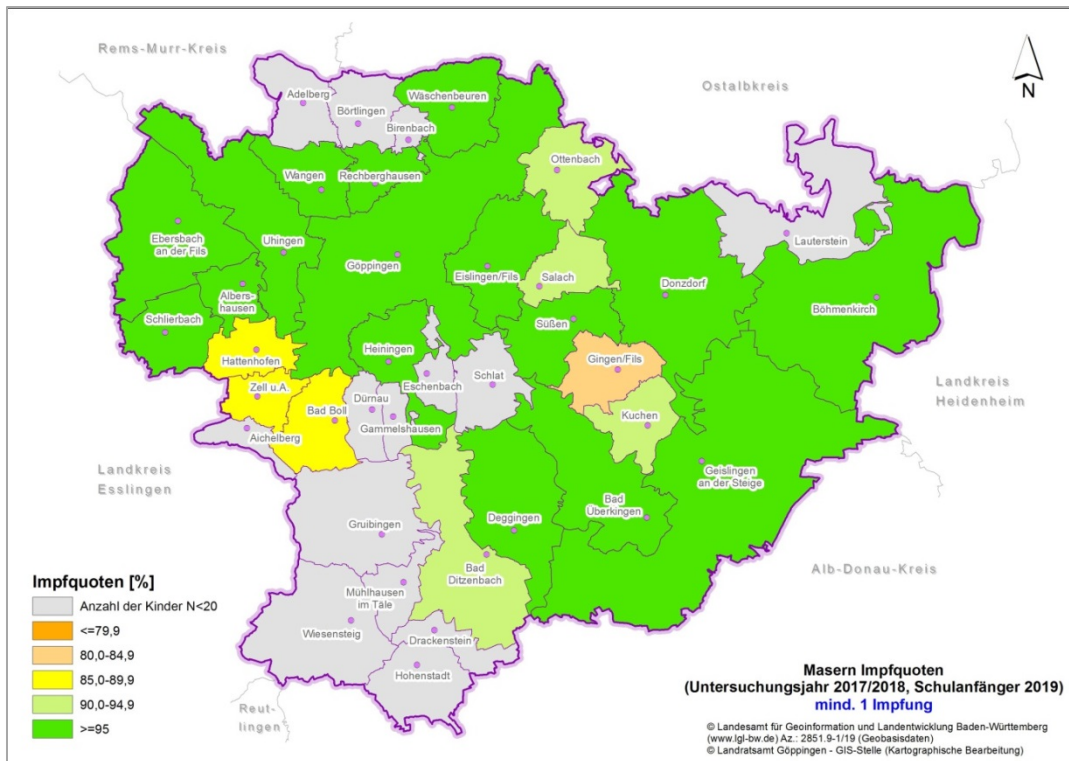 Rems-Murr-Kreis
Ostalbkreis
N
Adelberg
Börtlingen
Birenbach
Wäschenbeuren
Ottenbach
Wangen
Rechberghausen
Lauterstein
Ebersbach
an der Fils
Uhingen
Göppingen
Eislingen/Fils
Salach
Donzdorf
Böhmenkirch
Albers-
hausen
Schlierbach
Süßen
Hattenhofen
Heiningen
Eschenbach
Schlat
Gingen/Fils
Zell u.A.
Bad Boll
Dürnau
Gammelshausen
Kuchen
Landkreis
Heidenheim
Aichelberg
Landkreis
Esslingen
Geislingen
an der Steige
Gruibingen
Deggingen
Bad
Überkingen
Bad
Ditzenbach
Alb-Donau-Kreis
Mühlhausen
im Täle
Wiesensteig
Drackenstein
Hohenstadt
Reut-
lingen
Impfquoten [%]
Anzahl der Kinder N<20
<=79,9
80,0-84,9
85,0-89,9
90,0-94,9
>=95
Masern Impfquoten
(Untersuchungsjahr 2017/2018, Schulanfänger 2019)
mind. 1 Impfung
© Landesamt für Geoinformation und Landentwicklung Baden-Württemberg
(www.lgl-bw.de) Az.: 2851.9-1/19 (Geobasisdaten)
© Landratsamt Göppingen - GIS-Stelle (Kartographische Bearbeitung)